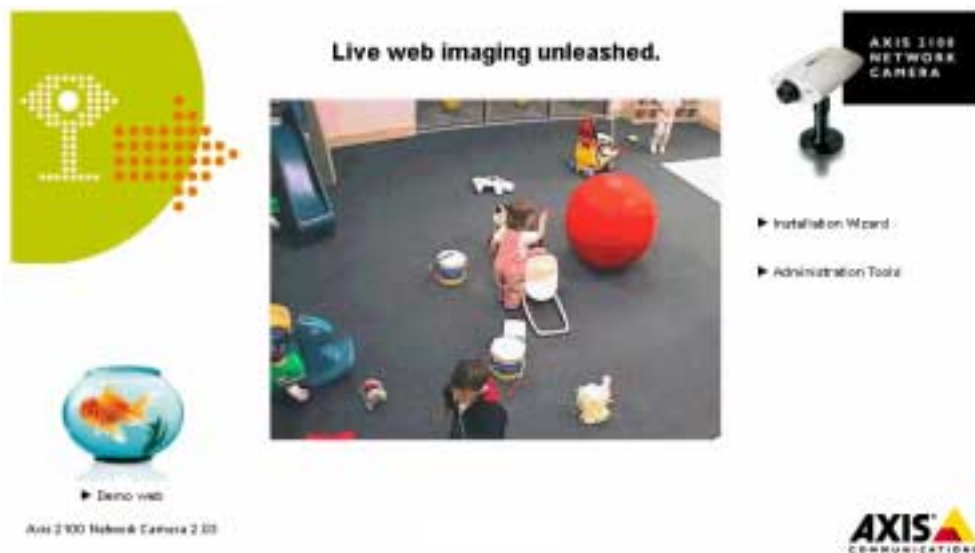 Live web imaging unleashed.
AXIS 2100
NETWORK
CAMERA
► Installation Wizard
► Administration Tools
► Demo web
Axis 2100 Network Camera 2.03
AXIS
COMMUNICATIONS